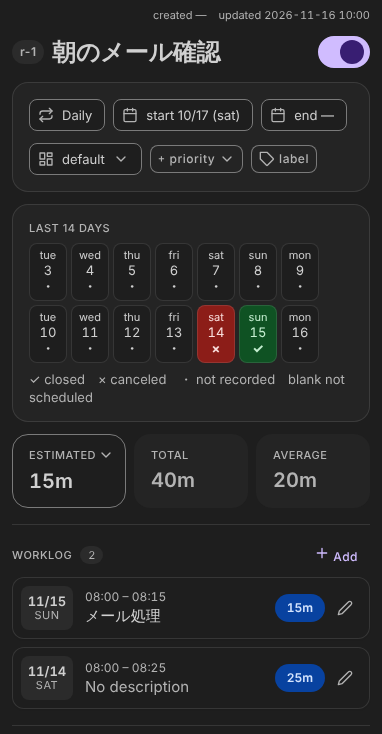 created — updated 2026-11-16 10:00
r-1 朝のメール確認
Daily start 10/17 (sat) end —
default + priority label
LAST 14 DAYS
tue wed thu fri sat sun mon
3 4 5 6 7 8 9
• • • • • • •
tue wed thu fri sat sun mon
10 11 12 13 14 15 16
• • • • × ✓ •
✓ closed × canceled · not recorded blank not
scheduled
ESTIMATED TOTAL AVERAGE
15m 40m 20m
WORKLOG 2 + Add
11/15 08:00 – 08:15 15m
SUN メール処理
11/14 08:00 – 08:25 25m
SAT No description